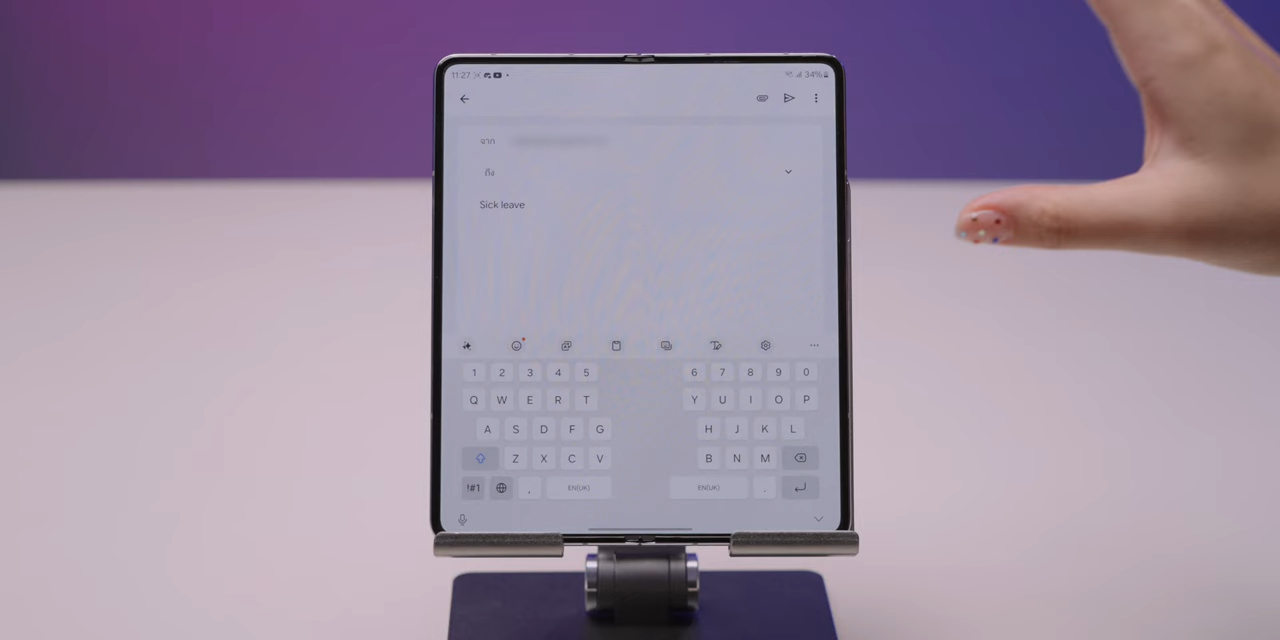 11:27 34%
จาก
ถึง
Sick leave
1 2 3 4 5 6 7 8 9 0
Q W E R T Y U I O P
A S D F G H J K L
Z X C V B N M
!#1 , EN(UK) EN(UK) .